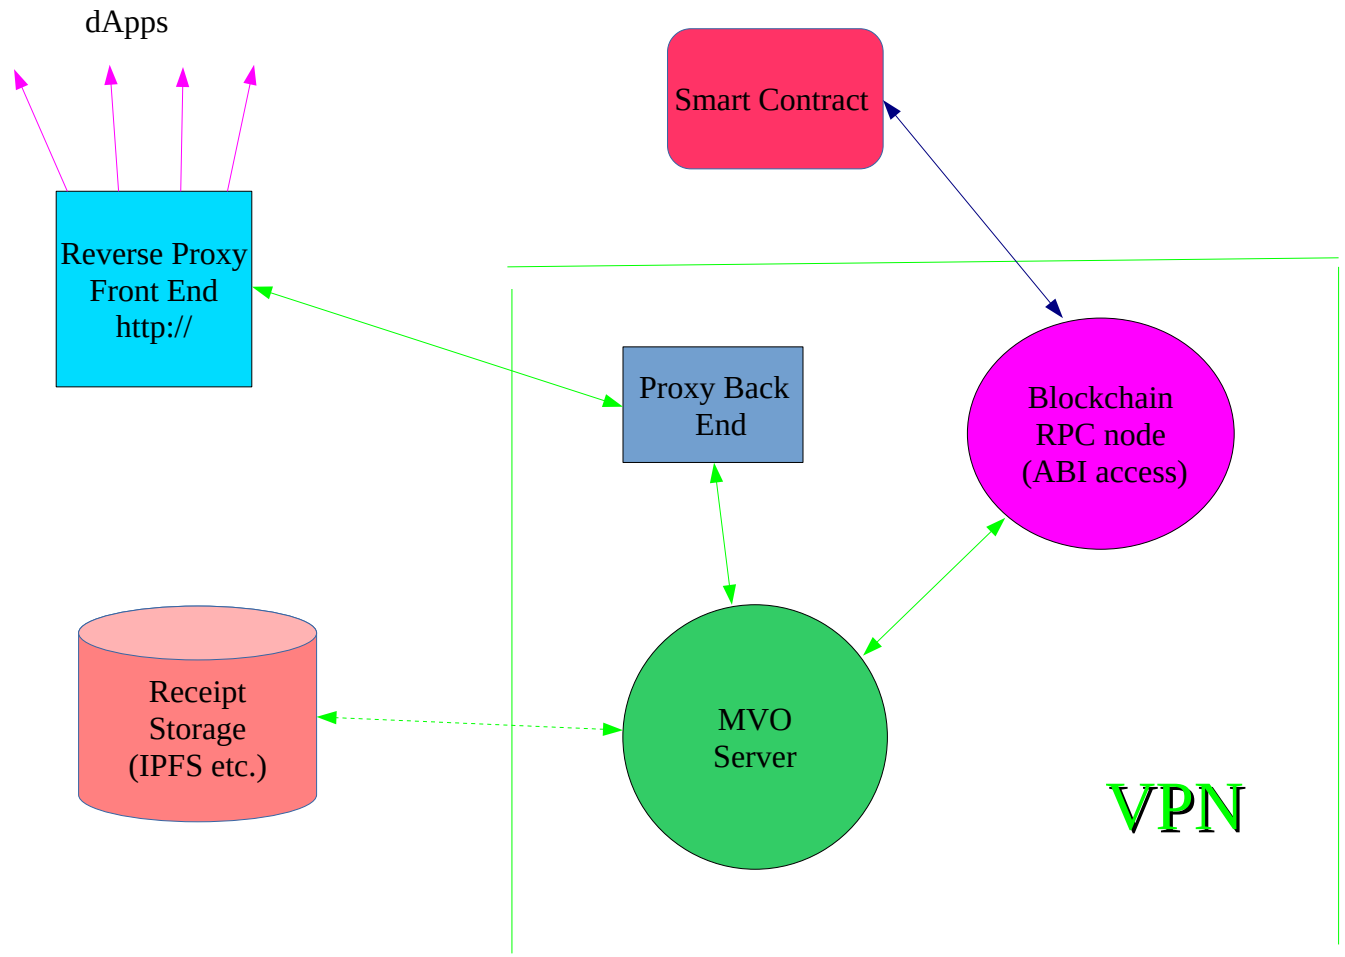 dApps
Smart Contract
Reverse Proxy
Front End
http://
Proxy Back
End
Blockchain
RPC node
(ABI access)
Receipt
Storage
(IPFS etc.)
MVO
Server
VPN